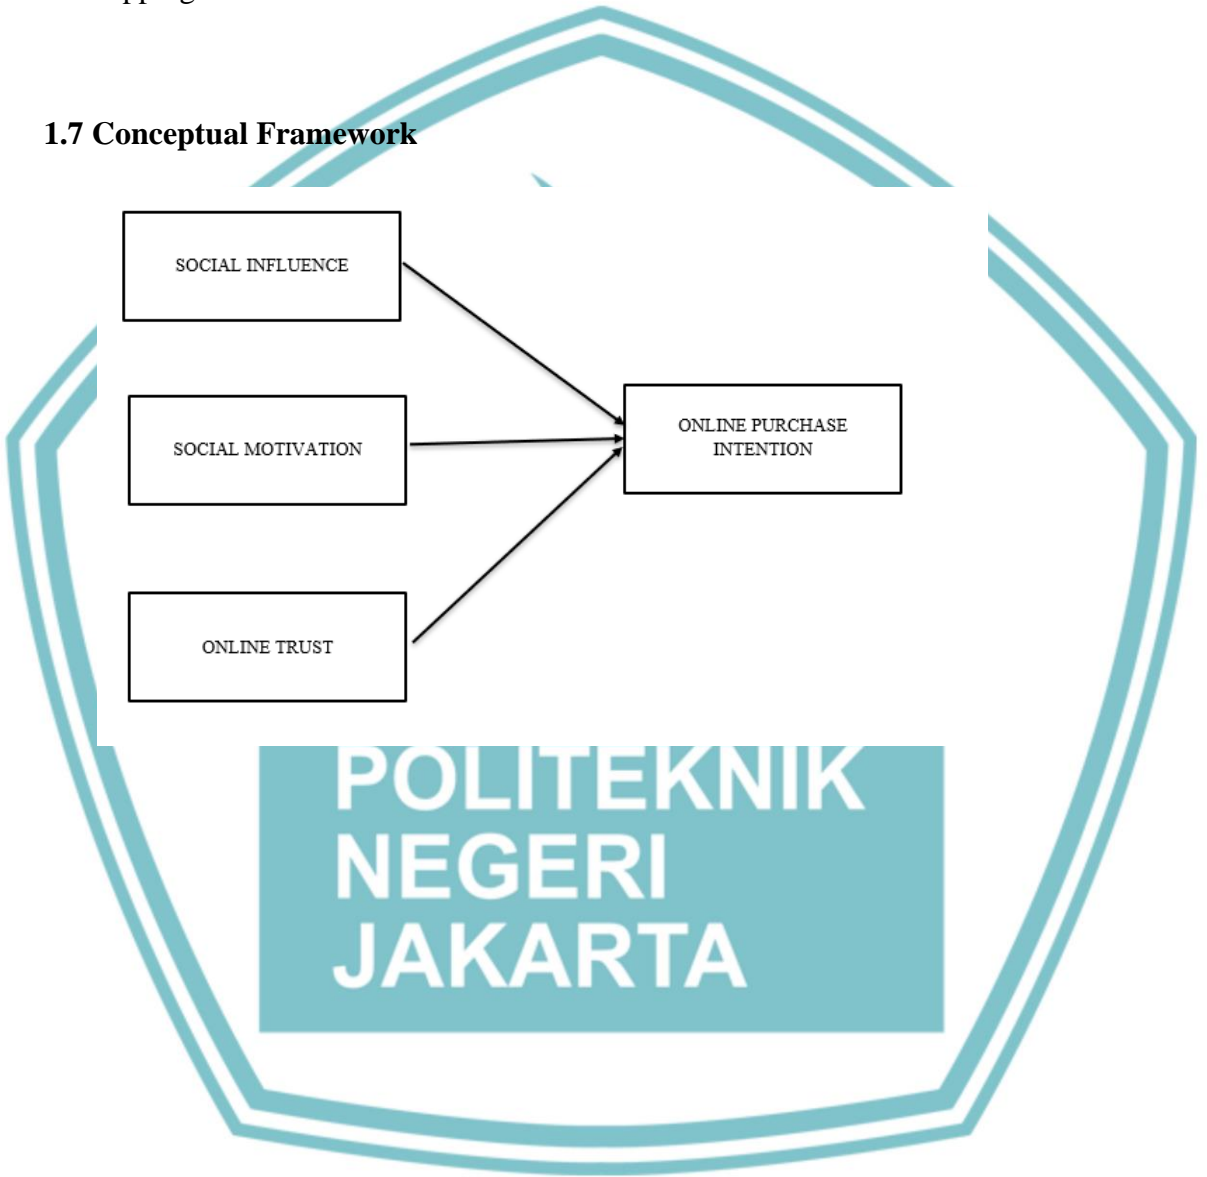 1.7 Conceptual Framework
SOCIAL INFLUENCE
SOCIAL MOTIVATION
ONLINE PURCHASE
INTENTION
ONLINE TRUST
POLITEKNIK
NEGERI
JAKARTA